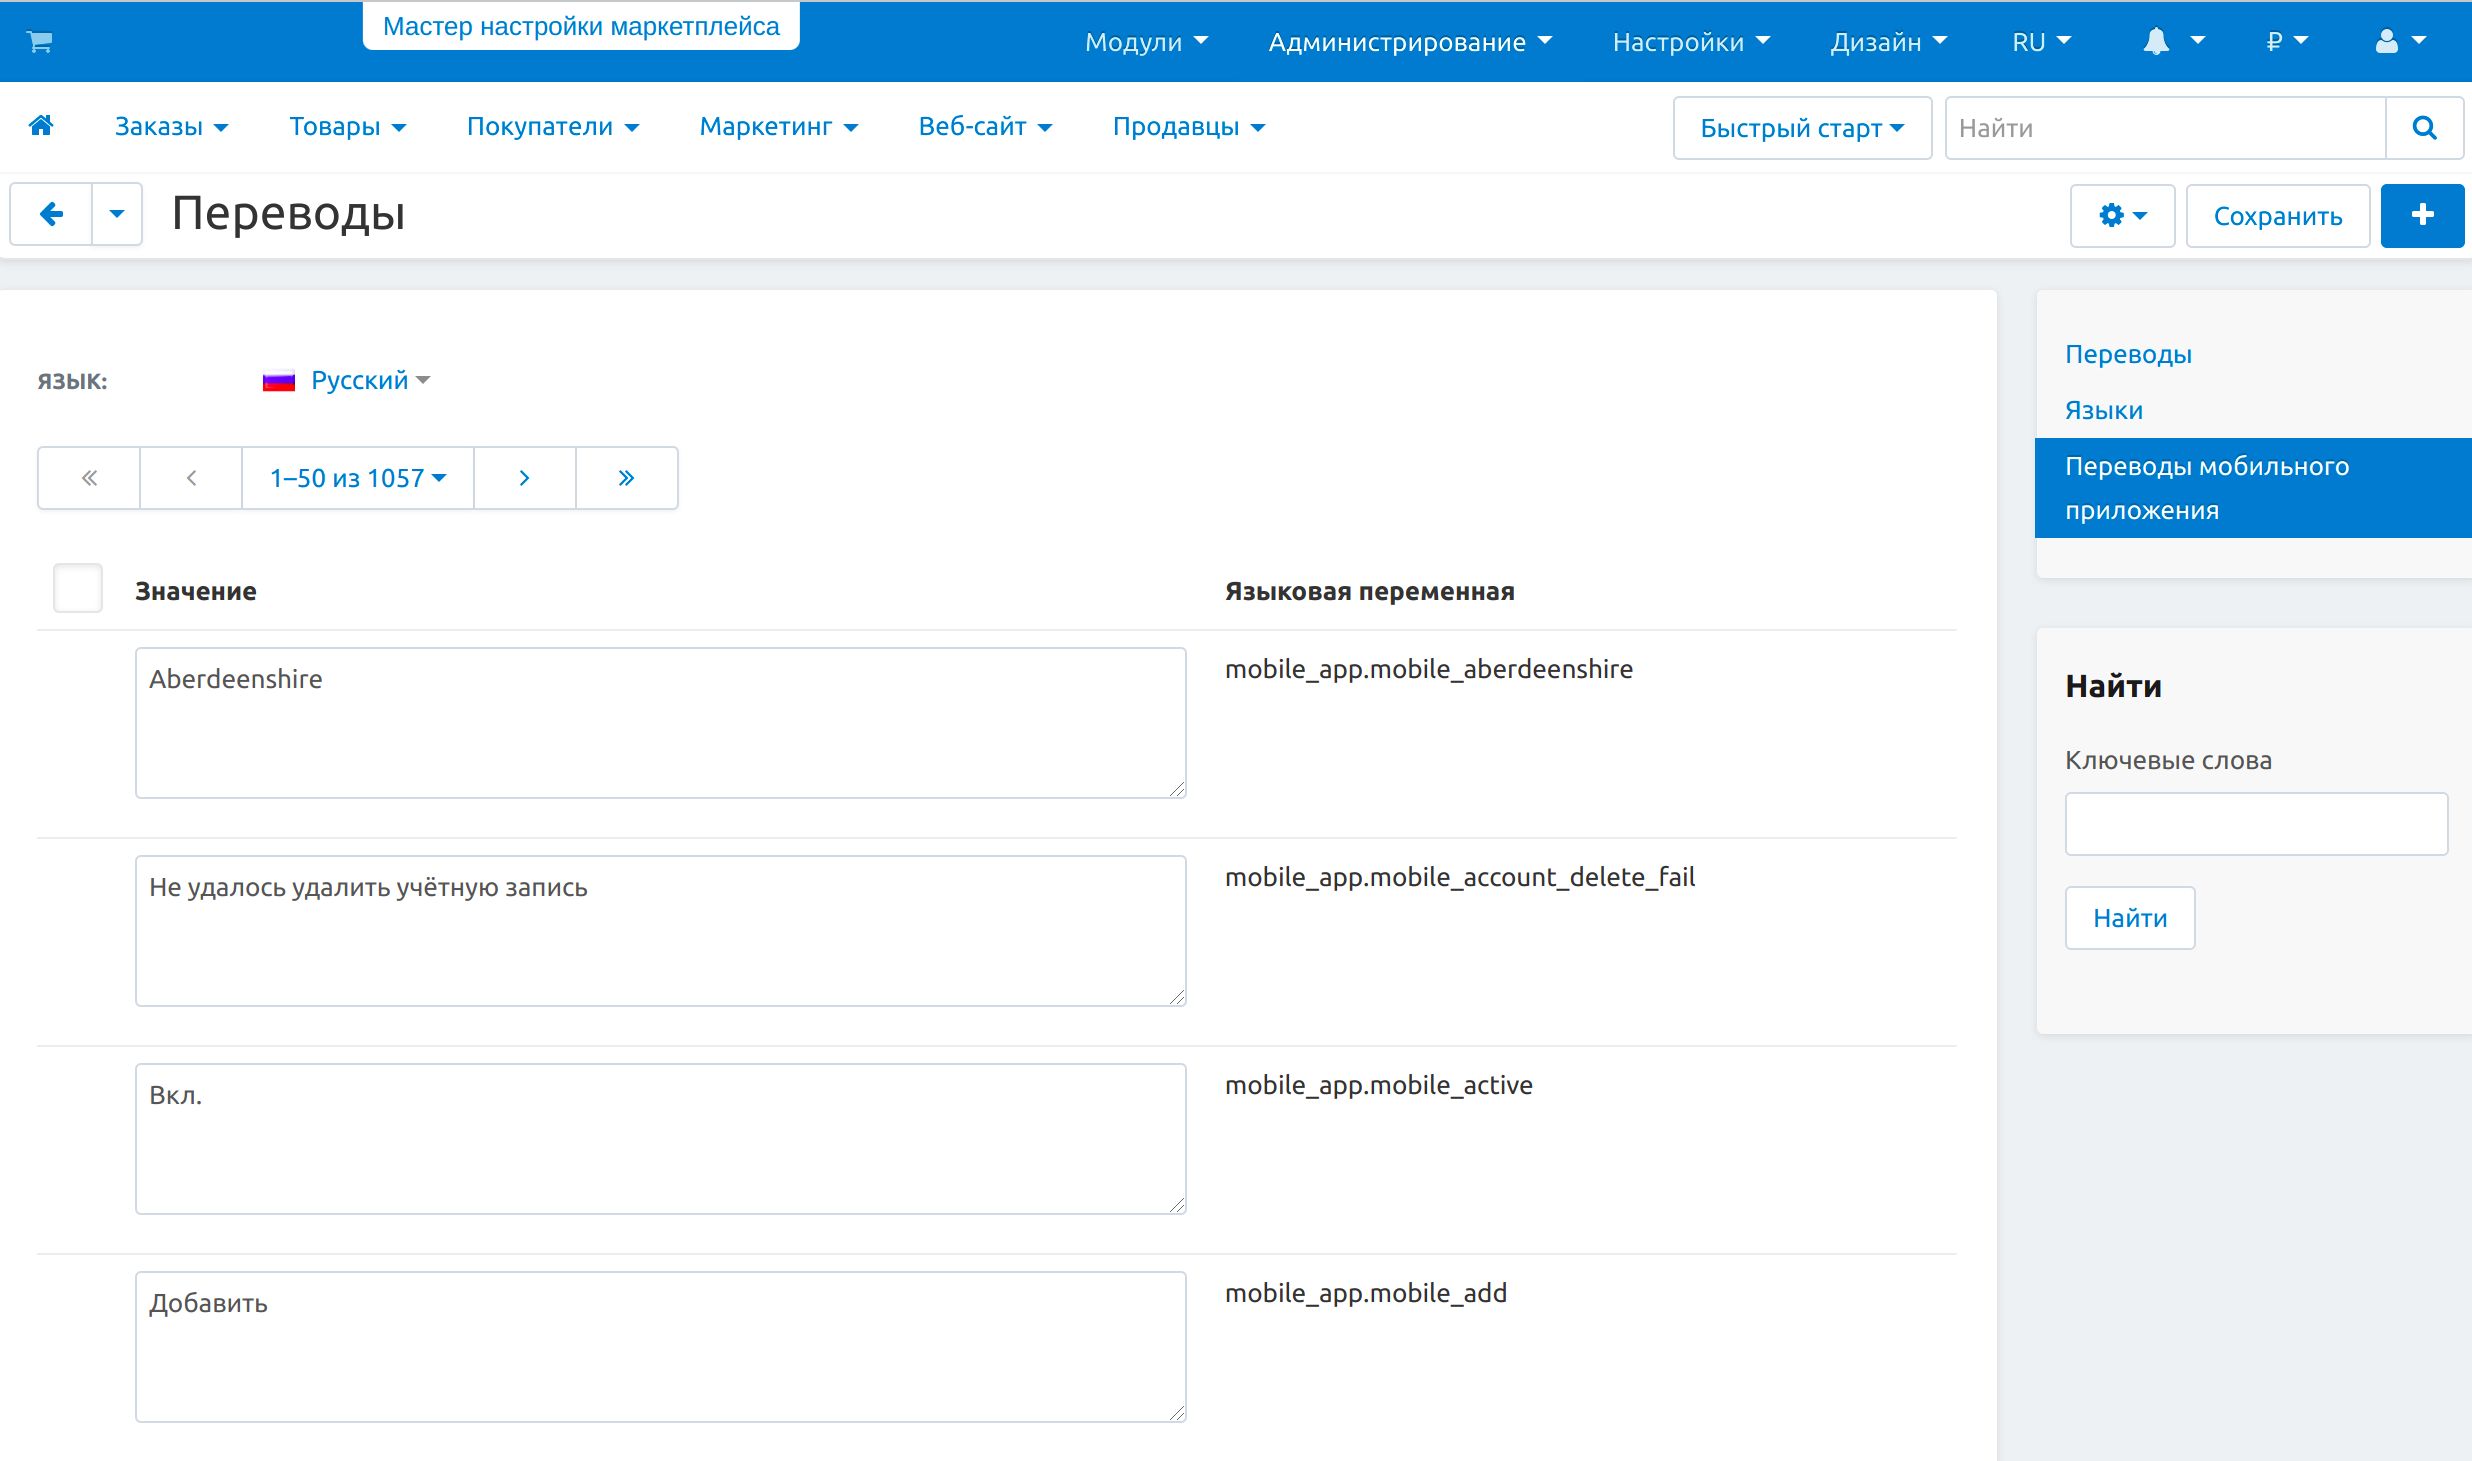 Мастер настройки маркетплейса
Модули Администрирование Настройки Дизайн RU ₽
Заказы Товары Покупатели Маркетинг Веб-сайт Продавцы Быстрый старт Найти
Переводы Сохранить
Переводы
Языки
Переводы мобильного
приложения
ЯЗЫК: Русский
« ‹ 1–50 из 1057 › »
Значение Языковая переменная
Aberdeenshire mobile_app.mobile_aberdeenshire
Не удалось удалить учётную запись mobile_app.mobile_account_delete_fail
Вкл. mobile_app.mobile_active
Добавить mobile_app.mobile_add
Найти
Ключевые слова
Найти